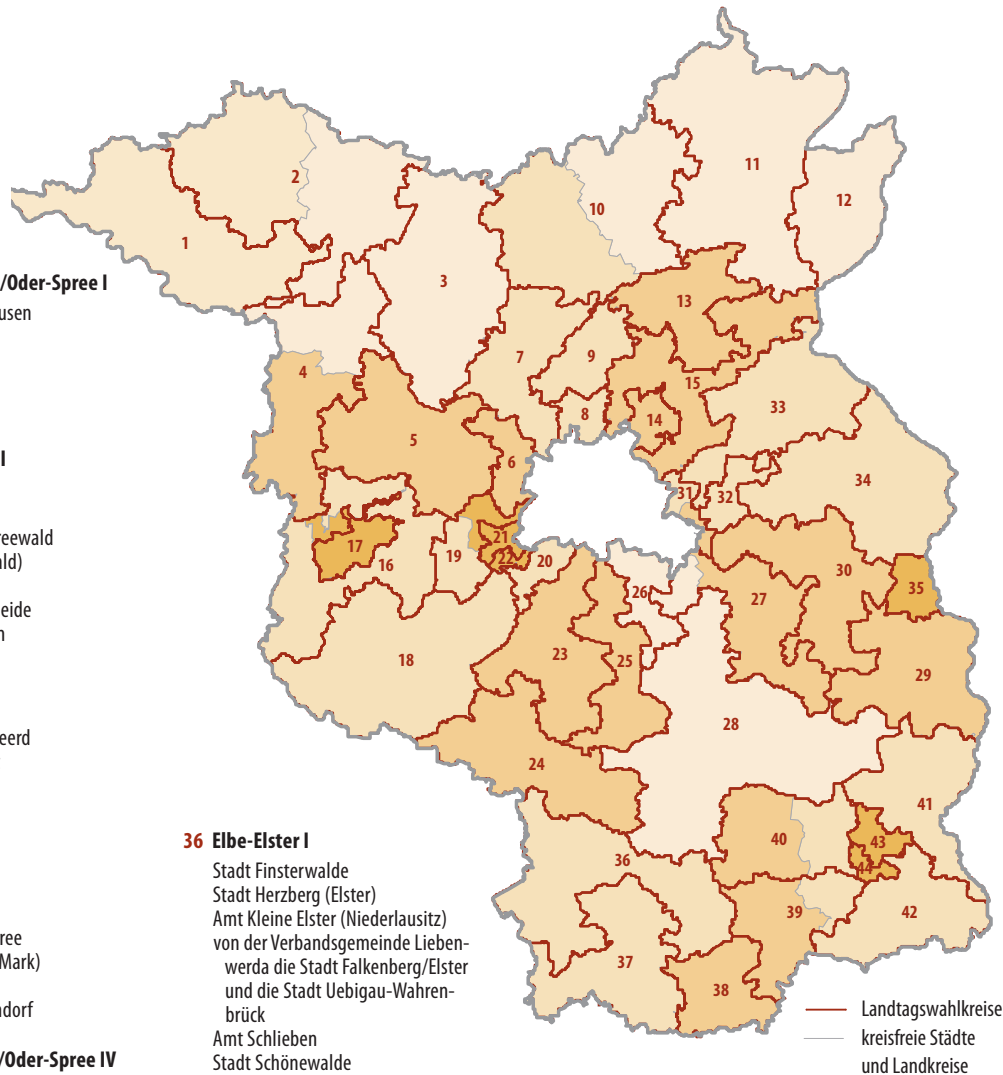 /Oder-Spree I
usen
I
reewald
ld)
eide
n
eerd
ree
Mark)
dorf
/Oder-Spree IV
36 Elbe-Elster I
Stadt Finsterwalde
Stadt Herzberg (Elster)
Amt Kleine Elster (Niederlausitz)
von der Verbandsgemeinde Lieben-
werda die Stadt Falkenberg/Elster
und die Stadt Uebigau-Wahren-
brück
Amt Schlieben
Stadt Schönewalde
1
2
3
4
5
6
7
8
9
10
11
12
13
14
15
16
17
18
19
20
21
22
23
24
25
26
27
28
29
30
31
32
33
34
35
36
37
38
39
40
41
42
43
44
Landtagswahlkreise
kreisfreie Städte
und Landkreise